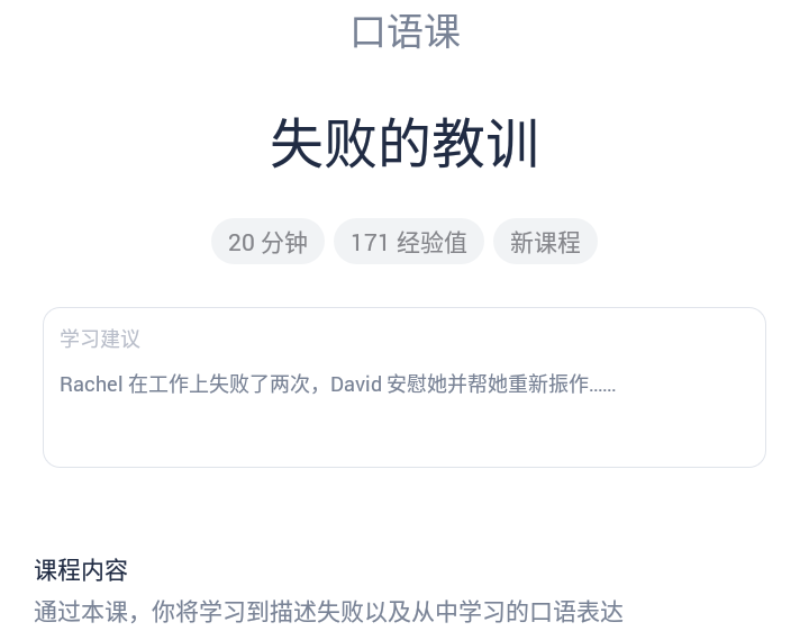 口语课
失败的教训
20 分钟 171 经验值 新课程
学习建议
Rachel 在工作上失败了两次，David 安慰她并帮她重新振作......
课程内容
通过本课，你将学习到描述失败以及从中学习的口语表达